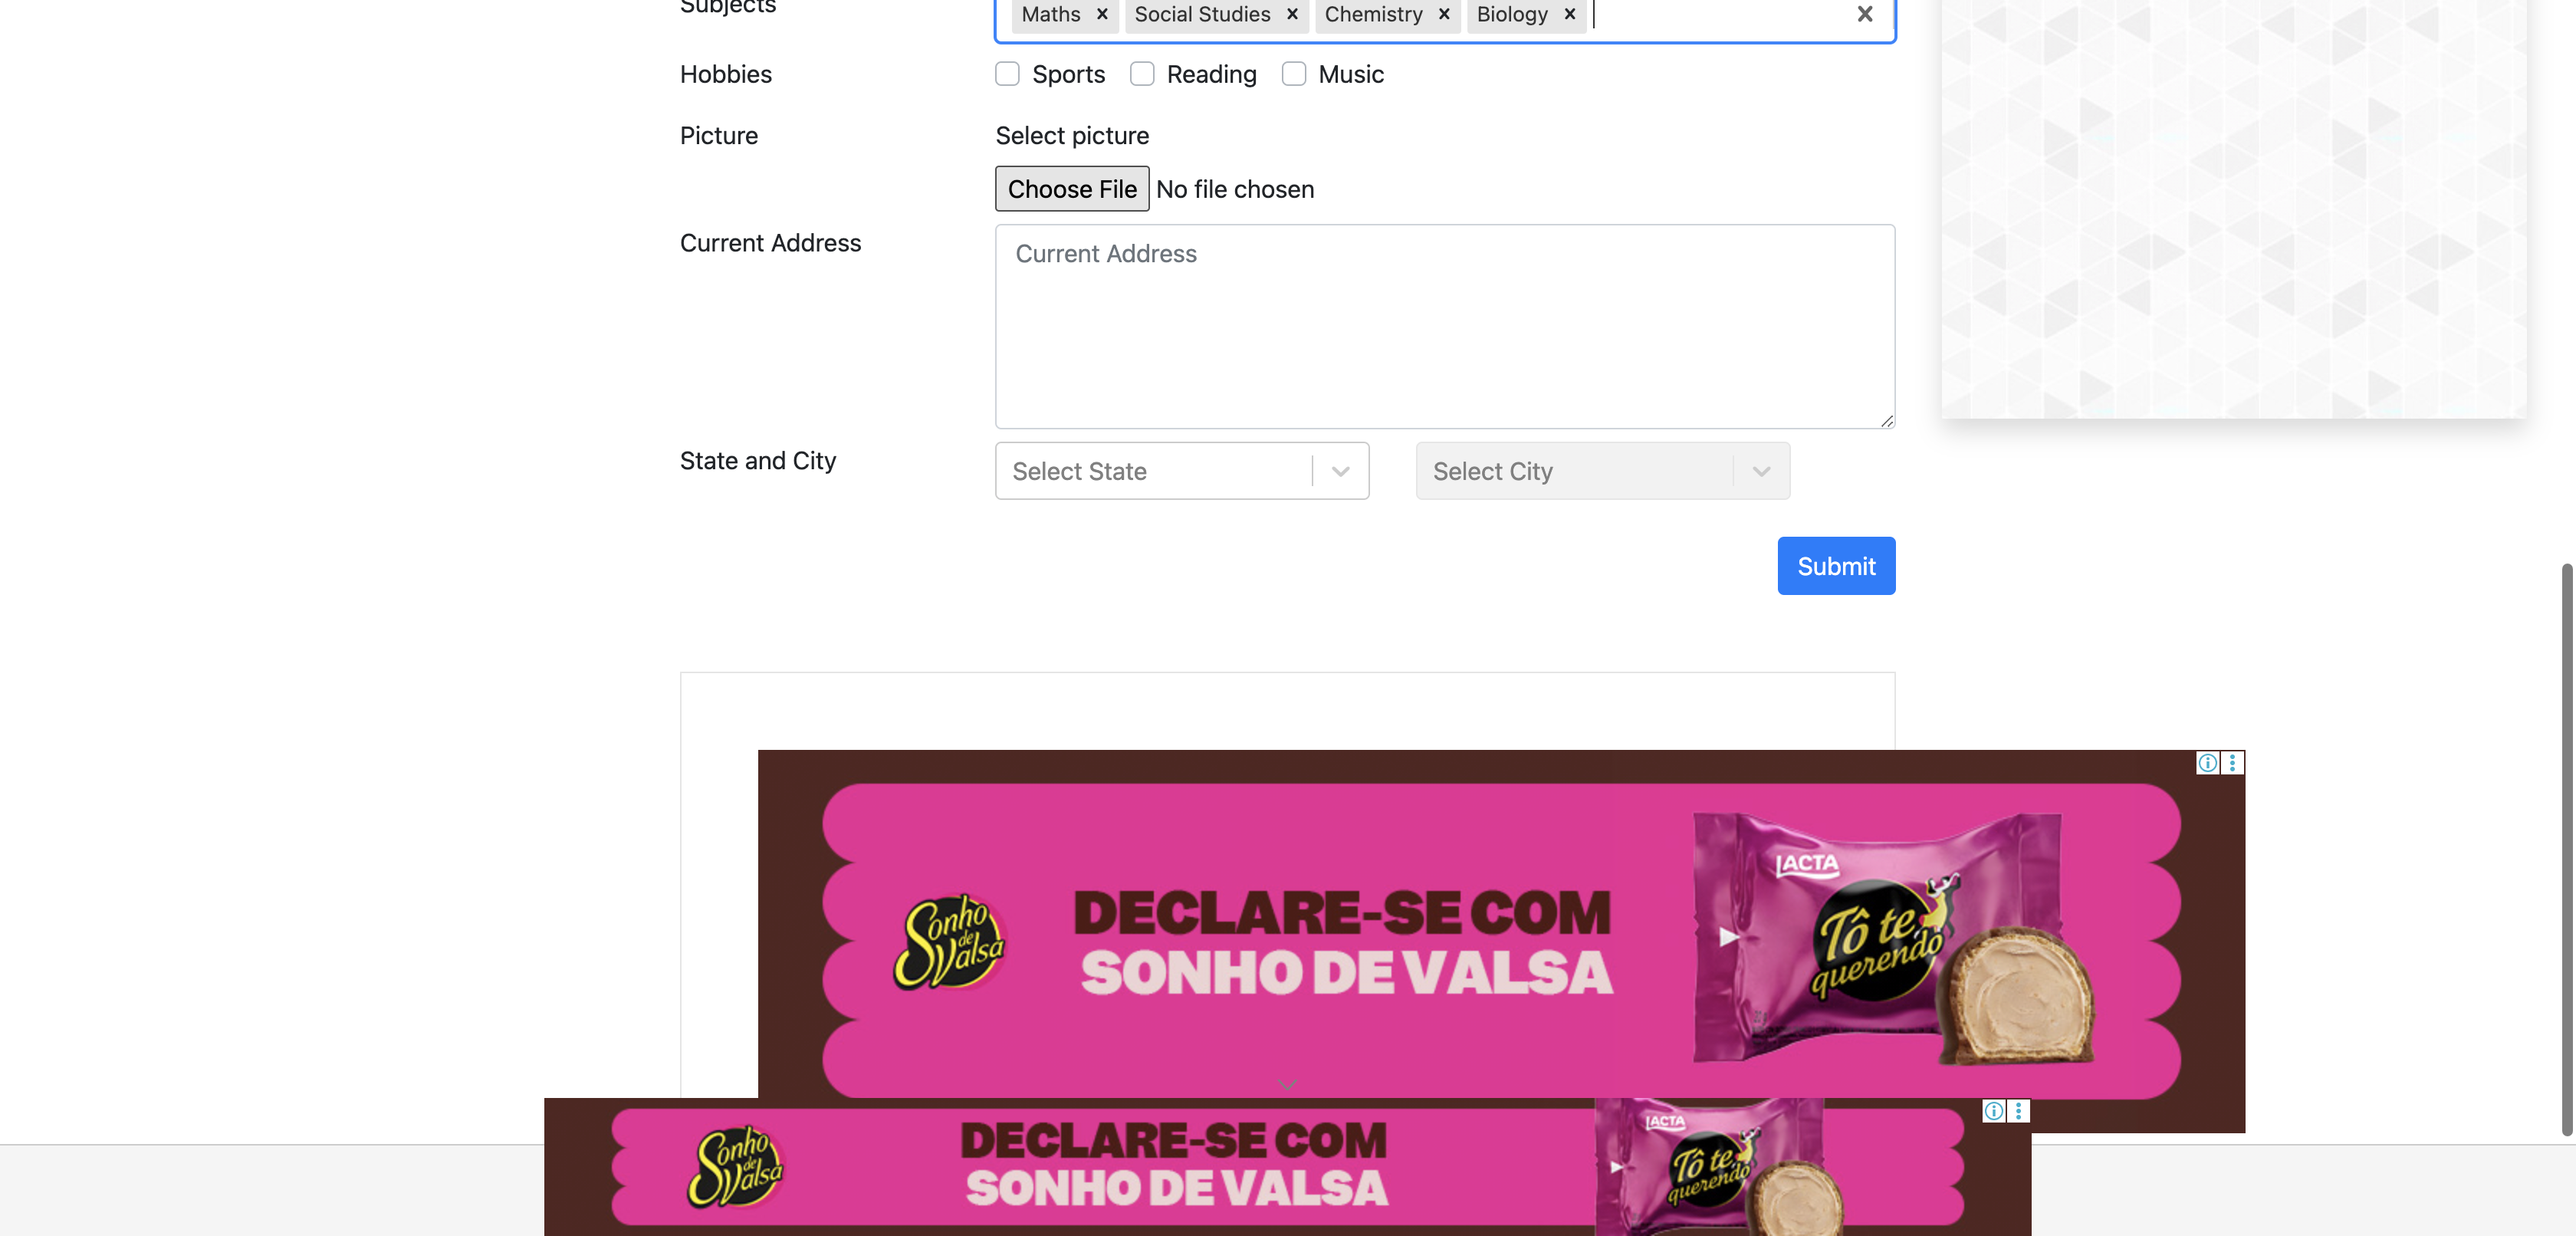 Subjects
Maths × Social Studies × Chemistry × Biology ×
Hobbies
Sports Reading Music
Picture
Select picture
Choose File No file chosen
Current Address
Current Address
State and City
Select State
Select City
Submit
Sonho de Valsa
DECLARE-SE COM
SONHO DE VALSA
LACTA
Tô te
querendo
Sonho de Valsa
DECLARE-SE COM
SONHO DE VALSA
LACTA
Tô te
querendo